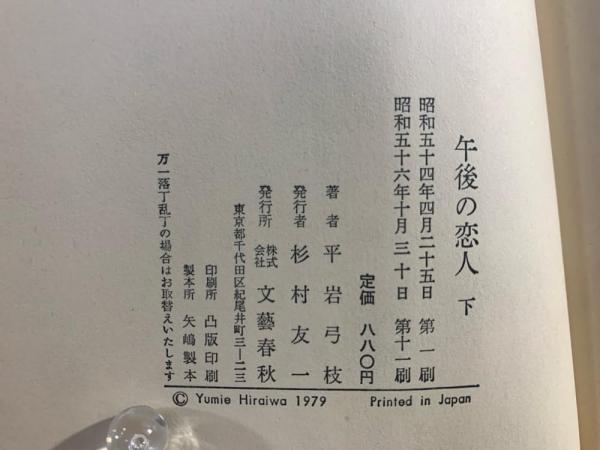 午後の恋人 下
昭和五十四年四月二十五日 第一刷
昭和五十六年十月三十日 第十一刷
定価 八八〇円
著者 平岩弓枝
発行者 杉村友一
発行所 株式会社 文藝春秋
東京都千代田区紀尾井町三―二三
印刷所 凸版印刷
製本所 矢嶋製本
万一落丁乱丁の場合はお取替えいたします
© Yumie Hiraiwa 1979 Printed in Japan